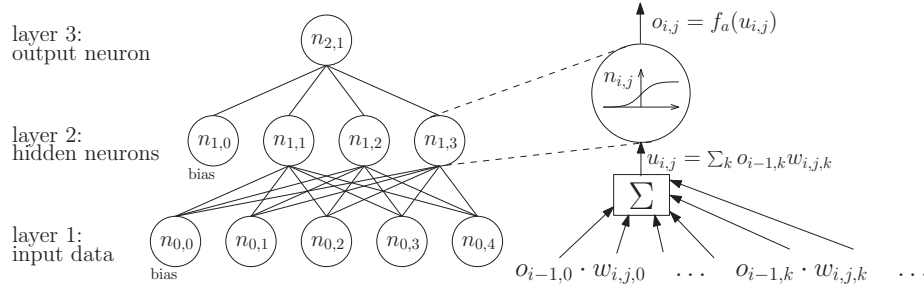 layer 3:
output neuron
n_{2,1}
o_{i,j} = f_a(u_{i,j})
n_{i,j}
layer 2:
hidden neurons
n_{1,0} n_{1,1} n_{1,2} n_{1,3}
bias
u_{i,j} = ∑_k o_{i−1,k} w_{i,j,k}
∑
layer 1:
input data
n_{0,0} n_{0,1} n_{0,2} n_{0,3} n_{0,4}
bias
o_{i−1,0} · w_{i,j,0} ... o_{i−1,k} · w_{i,j,k} ...